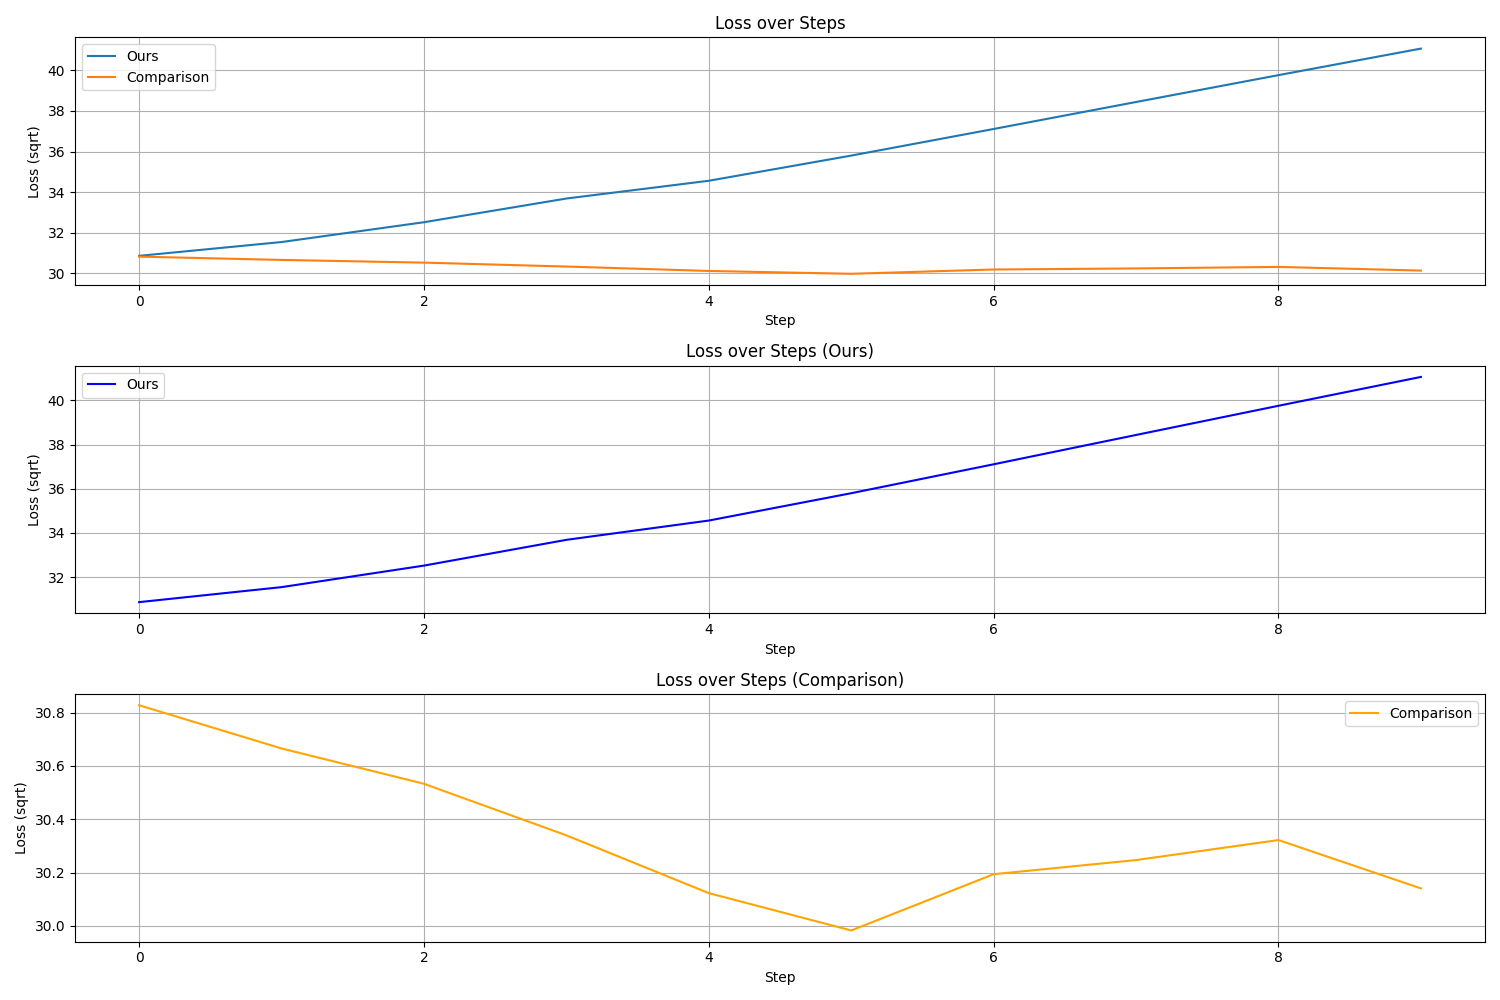 Loss over Steps
Ours
Comparison
40
38
36
34
32
30
Loss (sqrt)
0 2 4 6 8
Step
Loss over Steps (Ours)
Ours
40
38
36
34
32
Loss (sqrt)
0 2 4 6 8
Step
Loss over Steps (Comparison)
Comparison
30.8
30.6
30.4
30.2
30.0
Loss (sqrt)
0 2 4 6 8
Step